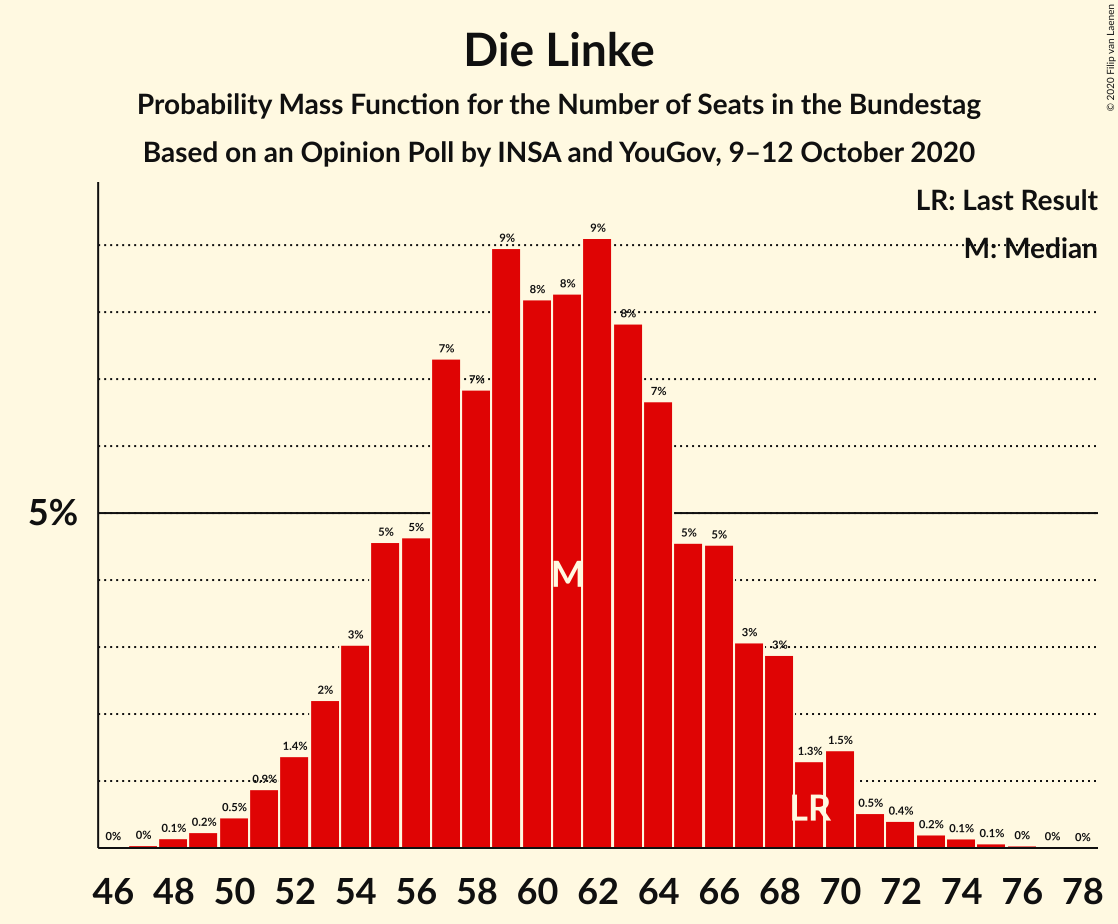 © 2020 Filip van Laenen
Die Linke
Probability Mass Function for the Number of Seats in the Bundestag
Based on an Opinion Poll by INSA and YouGov, 9–12 October 2020
LR: Last Result
M: Median
5%
0% 0% 0.1% 0.2% 0.5% 0.9% 1.4% 2% 3% 5% 5% 7% 7% 9% 8% 8% 9% 8% 7% 5% 5% 3% 3% 1.3% 1.5% 0.5% 0.4% 0.2% 0.1% 0.1% 0% 0% 0%
M
LR
46 48 50 52 54 56 58 60 62 64 66 68 70 72 74 76 78